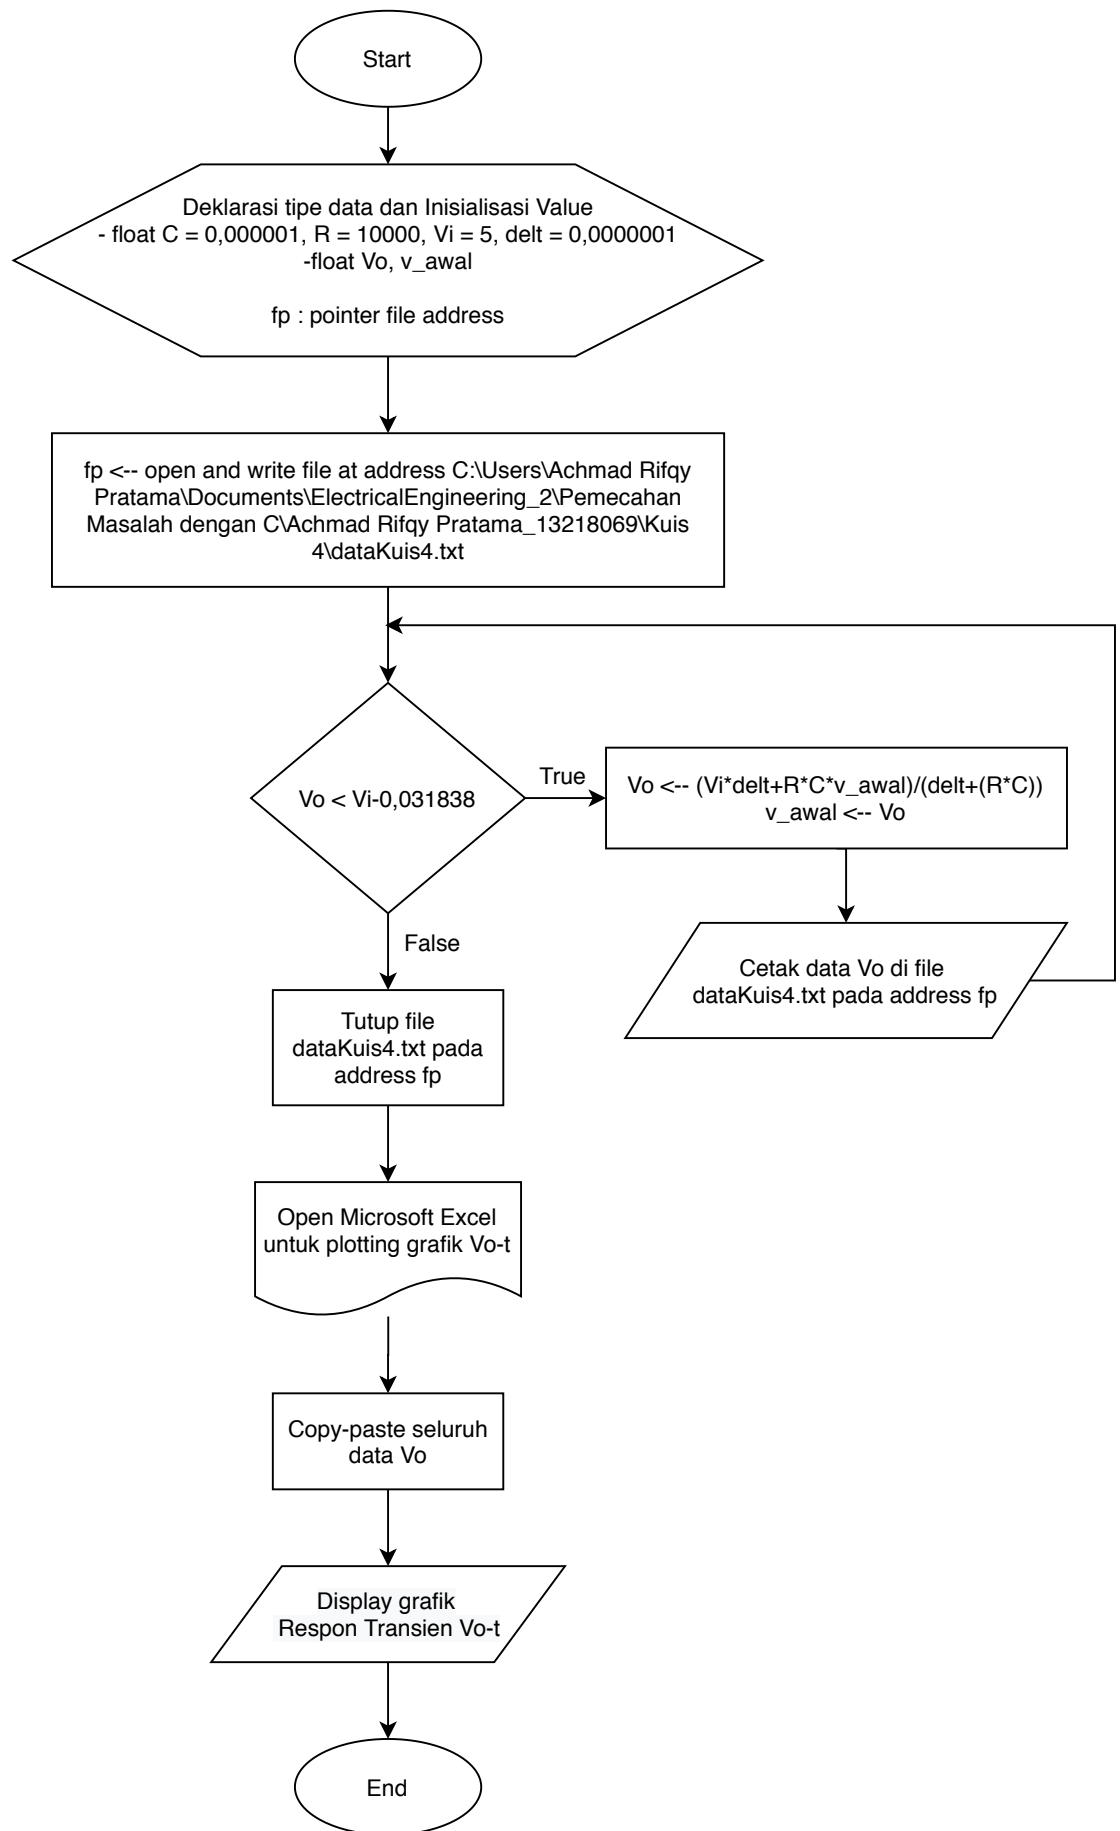 Start
Deklarasi tipe data dan Inisialisasi Value
- float C = 0,000001, R = 10000, Vi = 5, delt = 0,0000001
-float Vo, v_awal
fp : pointer file address
fp <-- open and write file at address C:\Users\Achmad Rifqy
Pratama\Documents\ElectricalEngineering_2\Pemecahan
Masalah dengan C\Achmad Rifqy Pratama_13218069\Kuis
4\dataKuis4.txt
Vo < Vi-0,031838
True
Vo <-- (Vi*delt+R*C*v_awal)/(delt+(R*C))
v_awal <-- Vo
Cetak data Vo di file
dataKuis4.txt pada address fp
False
Tutup file
dataKuis4.txt pada
address fp
Open Microsoft Excel
untuk plotting grafik Vo-t
Copy-paste seluruh
data Vo
Display grafik
Respon Transien Vo-t
End